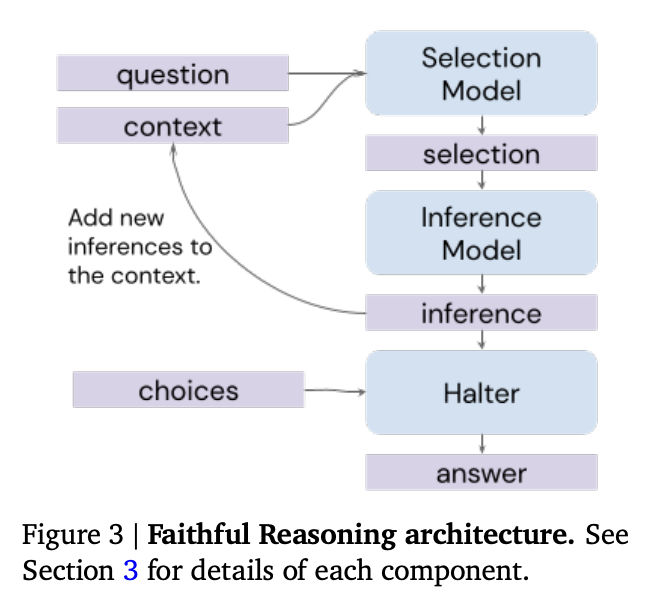 question
context
Selection
Model
selection
Add new
inferences to
the context.
Inference
Model
inference
choices
Halter
answer
Figure 3 | Faithful Reasoning architecture. See
Section 3 for details of each component.